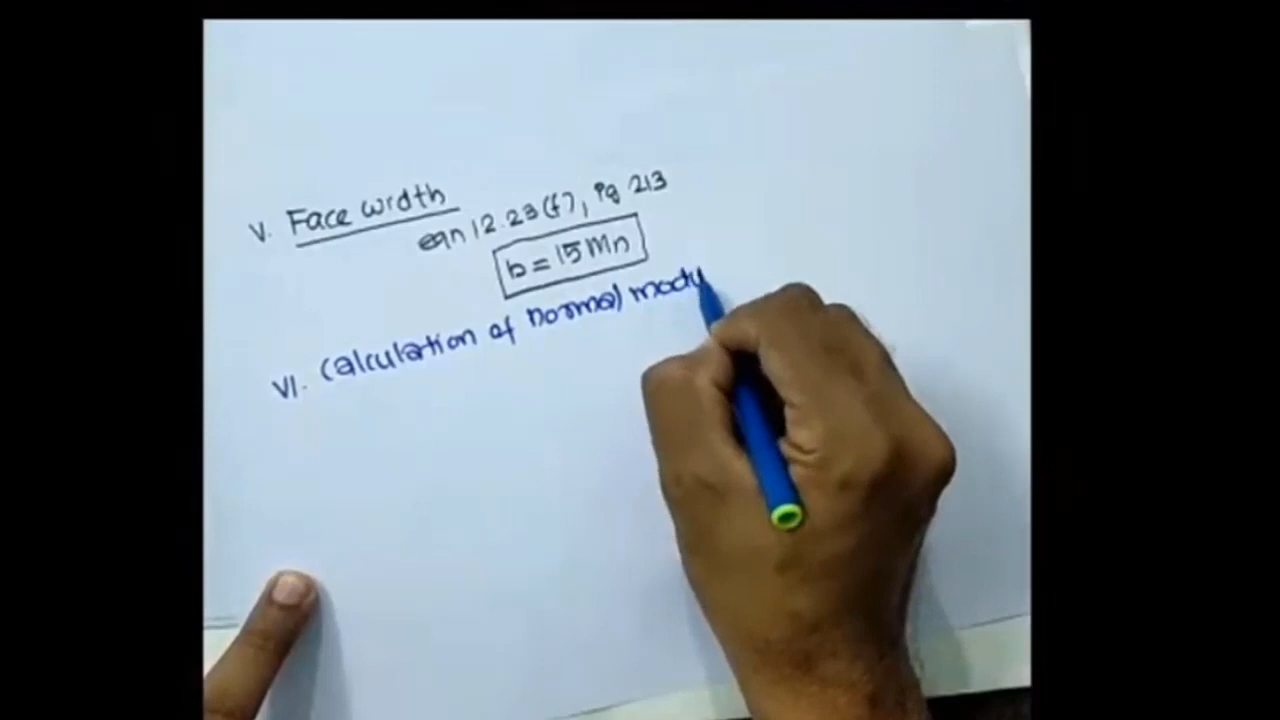 V. Face width
eqn 12.23 (f), Pg 213
b = 15 Mn
VI. Calculation of normal modu